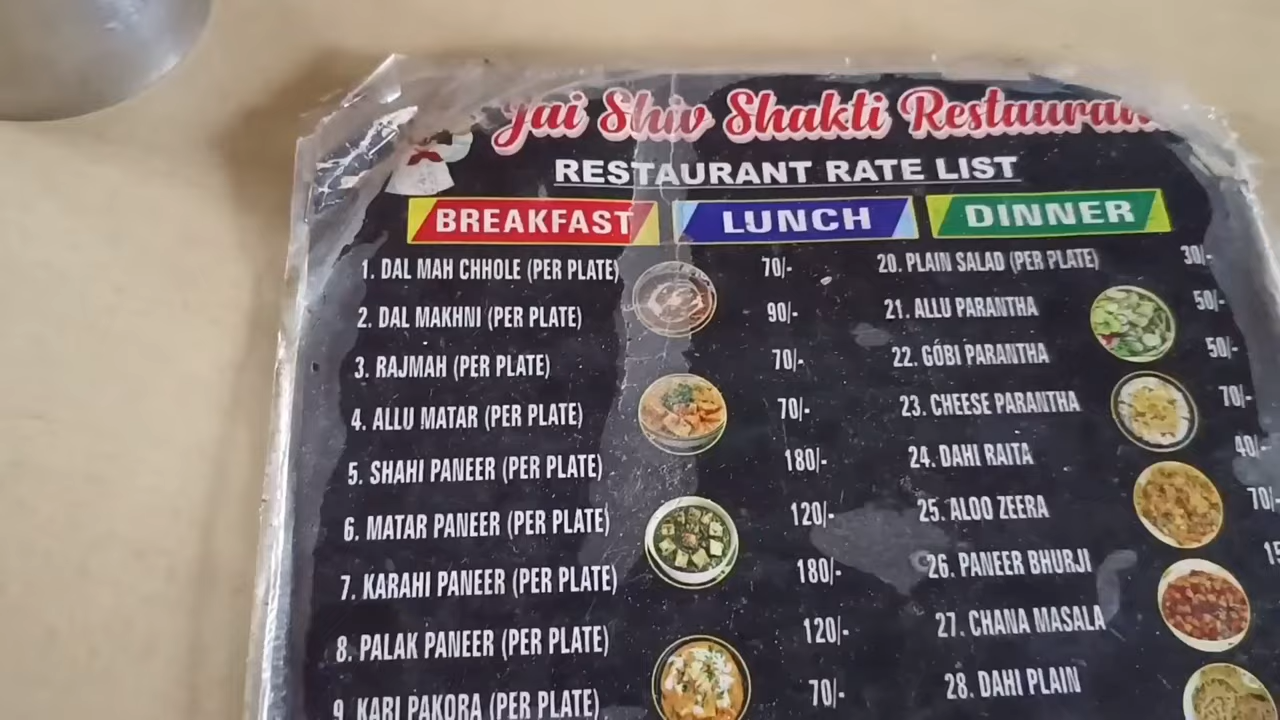 Jai Shiv Shakti Restaurant
RESTAURANT RATE LIST
BREAKFAST LUNCH DINNER
1. DAL MAH CHHOLE (PER PLATE) 70/-
2. DAL MAKHNI (PER PLATE) 90/-
3. RAJMAH (PER PLATE) 70/-
4. ALLU MATAR (PER PLATE) 70/-
5. SHAHI PANEER (PER PLATE) 180/-
6. MATAR PANEER (PER PLATE) 120/-
7. KARAHI PANEER (PER PLATE) 180/-
8. PALAK PANEER (PER PLATE) 120/-
9. KARI PAKORA (PER PLATE) 70/-
20. PLAIN SALAD (PER PLATE) 30/-
21. ALLU PARANTHA 50/-
22. GOBI PARANTHA 50/-
23. CHEESE PARANTHA 70/-
24. DAHI RAITA 40/-
25. ALOO ZEERA 70/-
26. PANEER BHURJI
27. CHANA MASALA
28. DAHI PLAIN